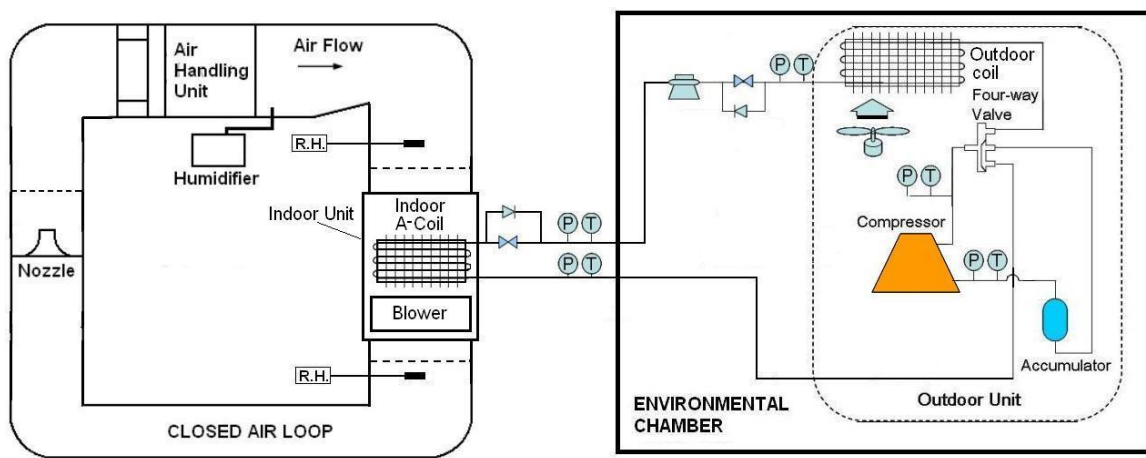 Air
Handling
Unit
Air Flow
R.H.
Humidifier
Indoor Unit
Indoor
A-Coil
Nozzle
Blower
R.H.
CLOSED AIR LOOP
P T
P T
P T
Outdoor
coil
Four-way
Valve
P T
Compressor
P T
Accumulator
Outdoor Unit
ENVIRONMENTAL
CHAMBER